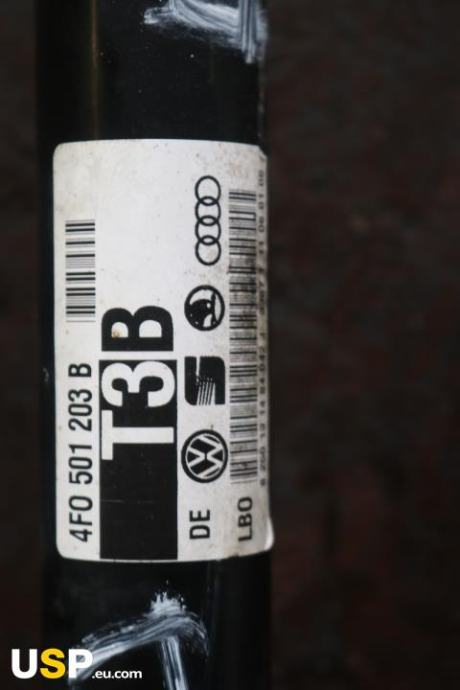 4F0 501 203 B
T3B
DE
LBO
USP.eu.com